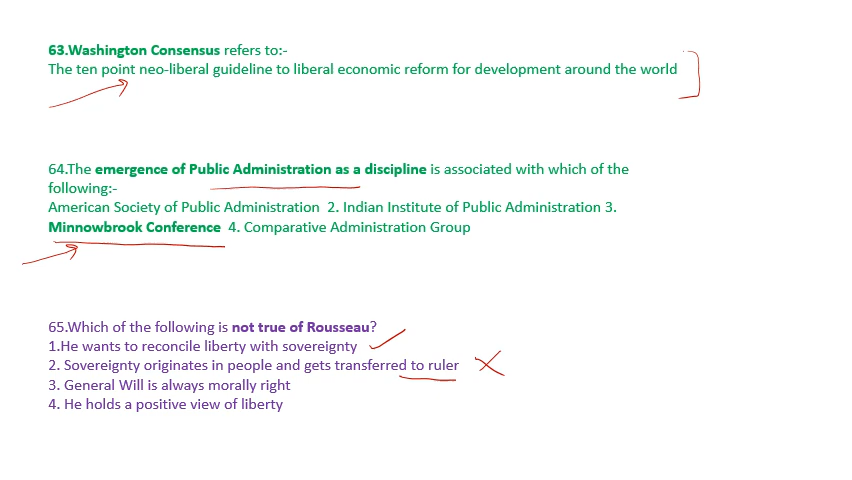 63.Washington Consensus refers to:-
The ten point neo-liberal guideline to liberal economic reform for development around the world
64.The emergence of Public Administration as a discipline is associated with which of the
following:-
American Society of Public Administration  2. Indian Institute of Public Administration 3.
Minnowbrook Conference  4. Comparative Administration Group
65.Which of the following is not true of Rousseau?
1.He wants to reconcile liberty with sovereignty
2. Sovereignty originates in people and gets transferred to ruler
3. General Will is always morally right
4. He holds a positive view of liberty